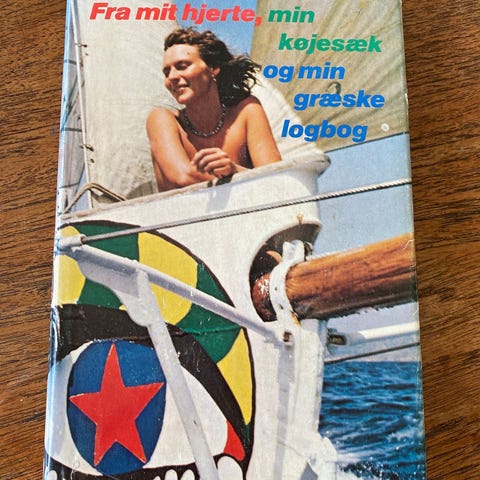 Fra mit hjerte, min
køjesæk
og min
græske
logbog